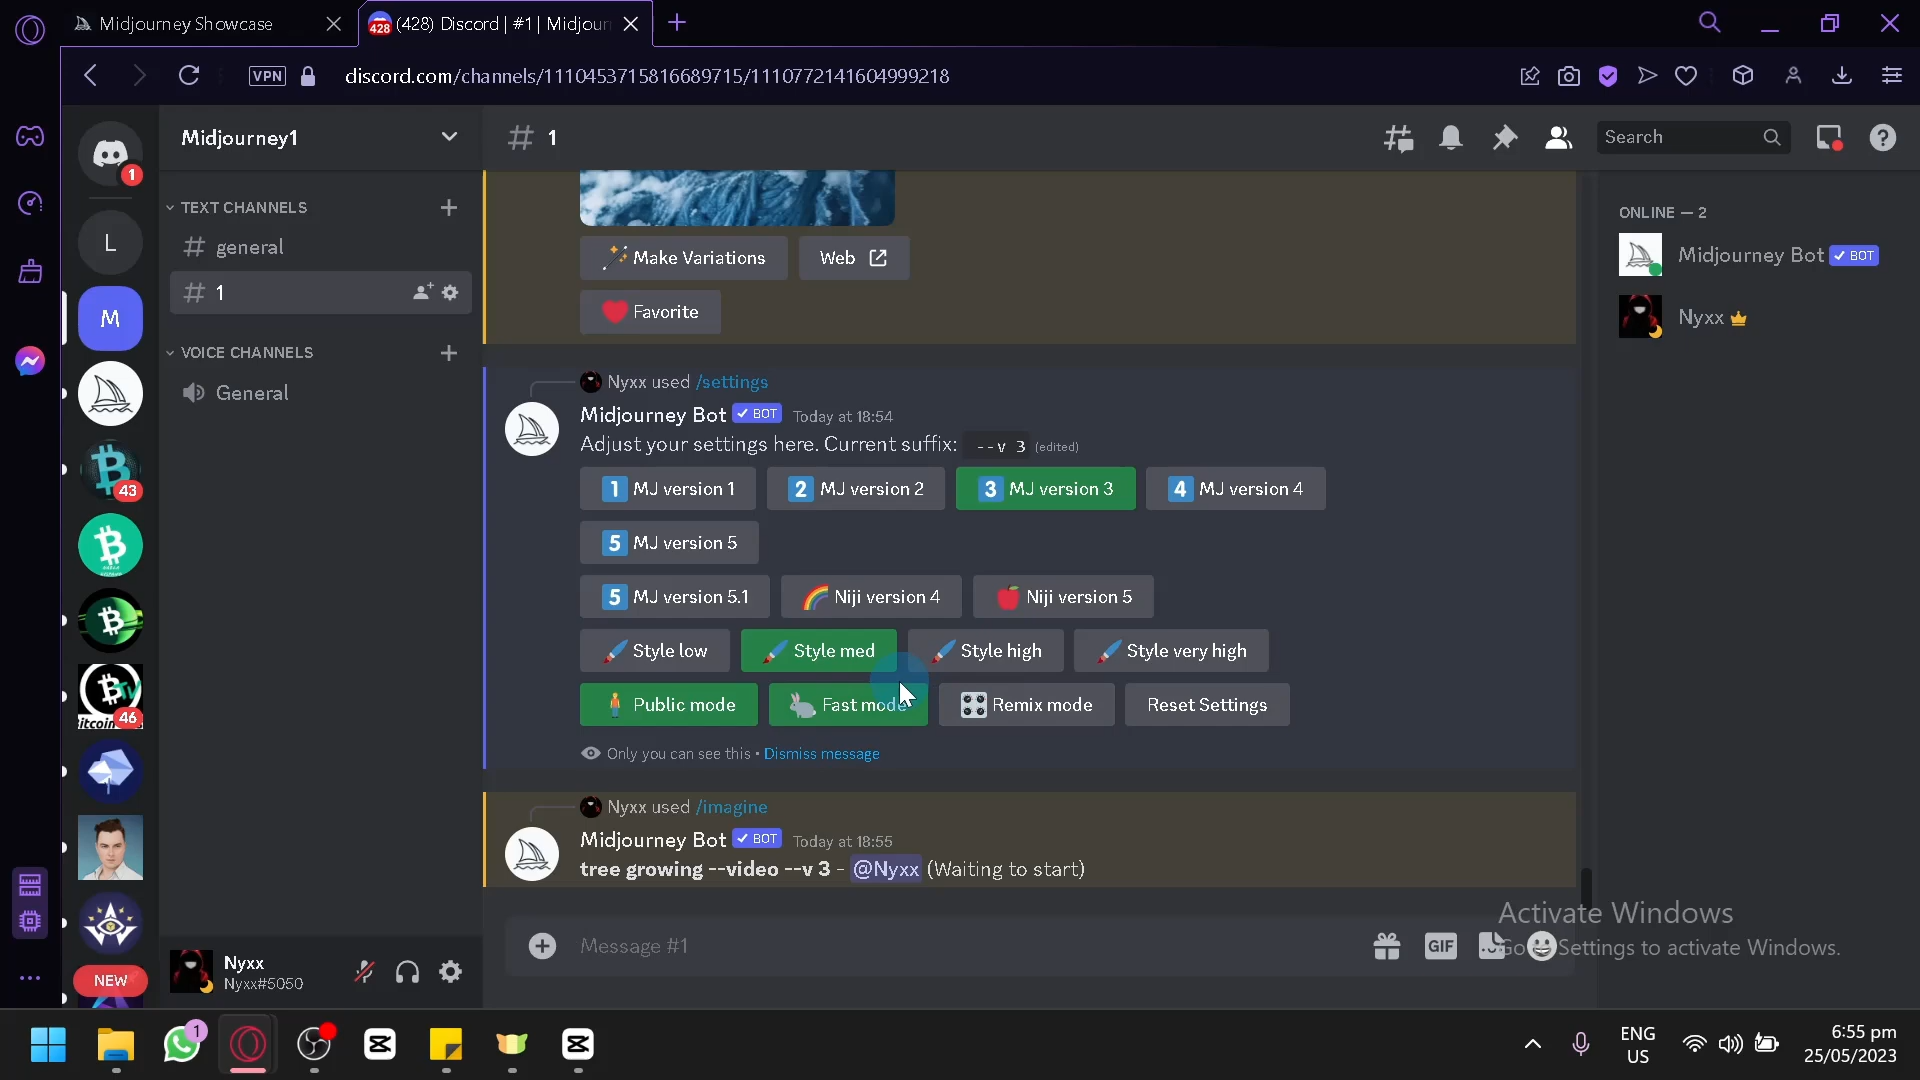 Midjourney Showcase
428
(428) Discord | #1 | Midjour
VPN
discord.com/channels/1110453715816689715/1110772141604999218
1
Midjourney1
# 1
Search
TEXT CHANNELS
general
1
VOICE CHANNELS
General
L
M
43
46
NEW
Make Variations
Web
Favorite
Nyxx used /settings
Midjourney Bot BOT Today at 18:54
Adjust your settings here. Current suffix: --v 3 (edited)
1 MJ version 1
2 MJ version 2
3 MJ version 3
4 MJ version 4
5 MJ version 5
5 MJ version 5.1
Niji version 4
Niji version 5
Style low
Style med
Style high
Style very high
Public mode
Fast mode
Remix mode
Reset Settings
Only you can see this • Dismiss message
Nyxx used /imagine
Midjourney Bot BOT Today at 18:55
tree growing --video --v 3 - @Nyxx (Waiting to start)
Message #1
GIF
ONLINE — 2
Midjourney Bot BOT
Nyxx
Activate Windows
Settings to activate Windows.
Nyxx
Nyxx#5050
1
ENG
US
6:55 pm
25/05/2023